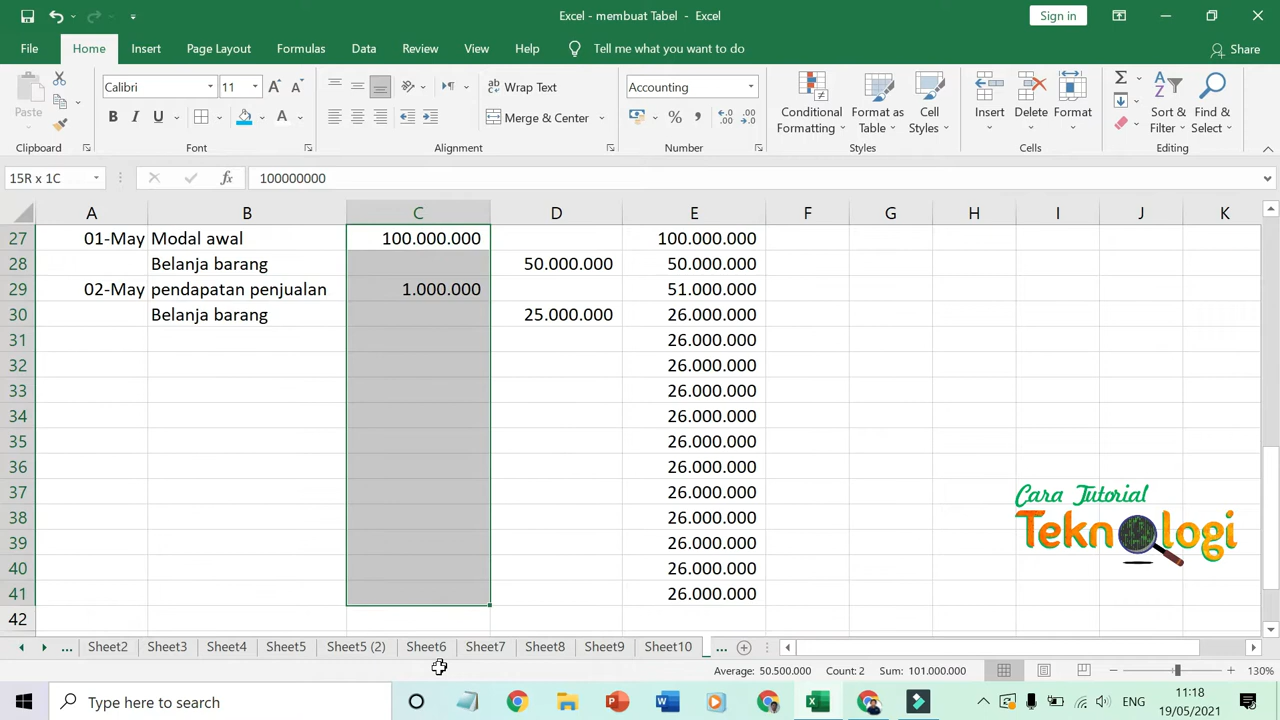 Excel - membuat Tabel - Excel
Sign in
File Home Insert Page Layout Formulas Data Review View Help Tell me what you want to do Share
Paste
Calibri 11
B I U
Wrap Text
Merge & Center
Accounting
Conditional Formatting
Format as Table
Cell Styles
Insert
Delete
Format
Sort & Filter
Find & Select
Clipboard Font Alignment Number Styles Cells Editing
15R x 1C fx 100000000
A B C D E F G H I J K
27 01-May Modal awal 100.000.000 100.000.000
28 Belanja barang 50.000.000 50.000.000
29 02-May pendapatan penjualan 1.000.000 51.000.000
30 Belanja barang 25.000.000 26.000.000
31 26.000.000
32 26.000.000
33 26.000.000
34 26.000.000
35 26.000.000
36 26.000.000
37 26.000.000
38 26.000.000
39 26.000.000
40 26.000.000
41 26.000.000
42
Cara Tutorial
Teknologi
... Sheet2 Sheet3 Sheet4 Sheet5 Sheet5 (2) Sheet6 Sheet7 Sheet8 Sheet9 Sheet10 ...
Average: 50.500.000 Count: 2 Sum: 101.000.000 130%
Type here to search
ENG
11:18
19/05/2021